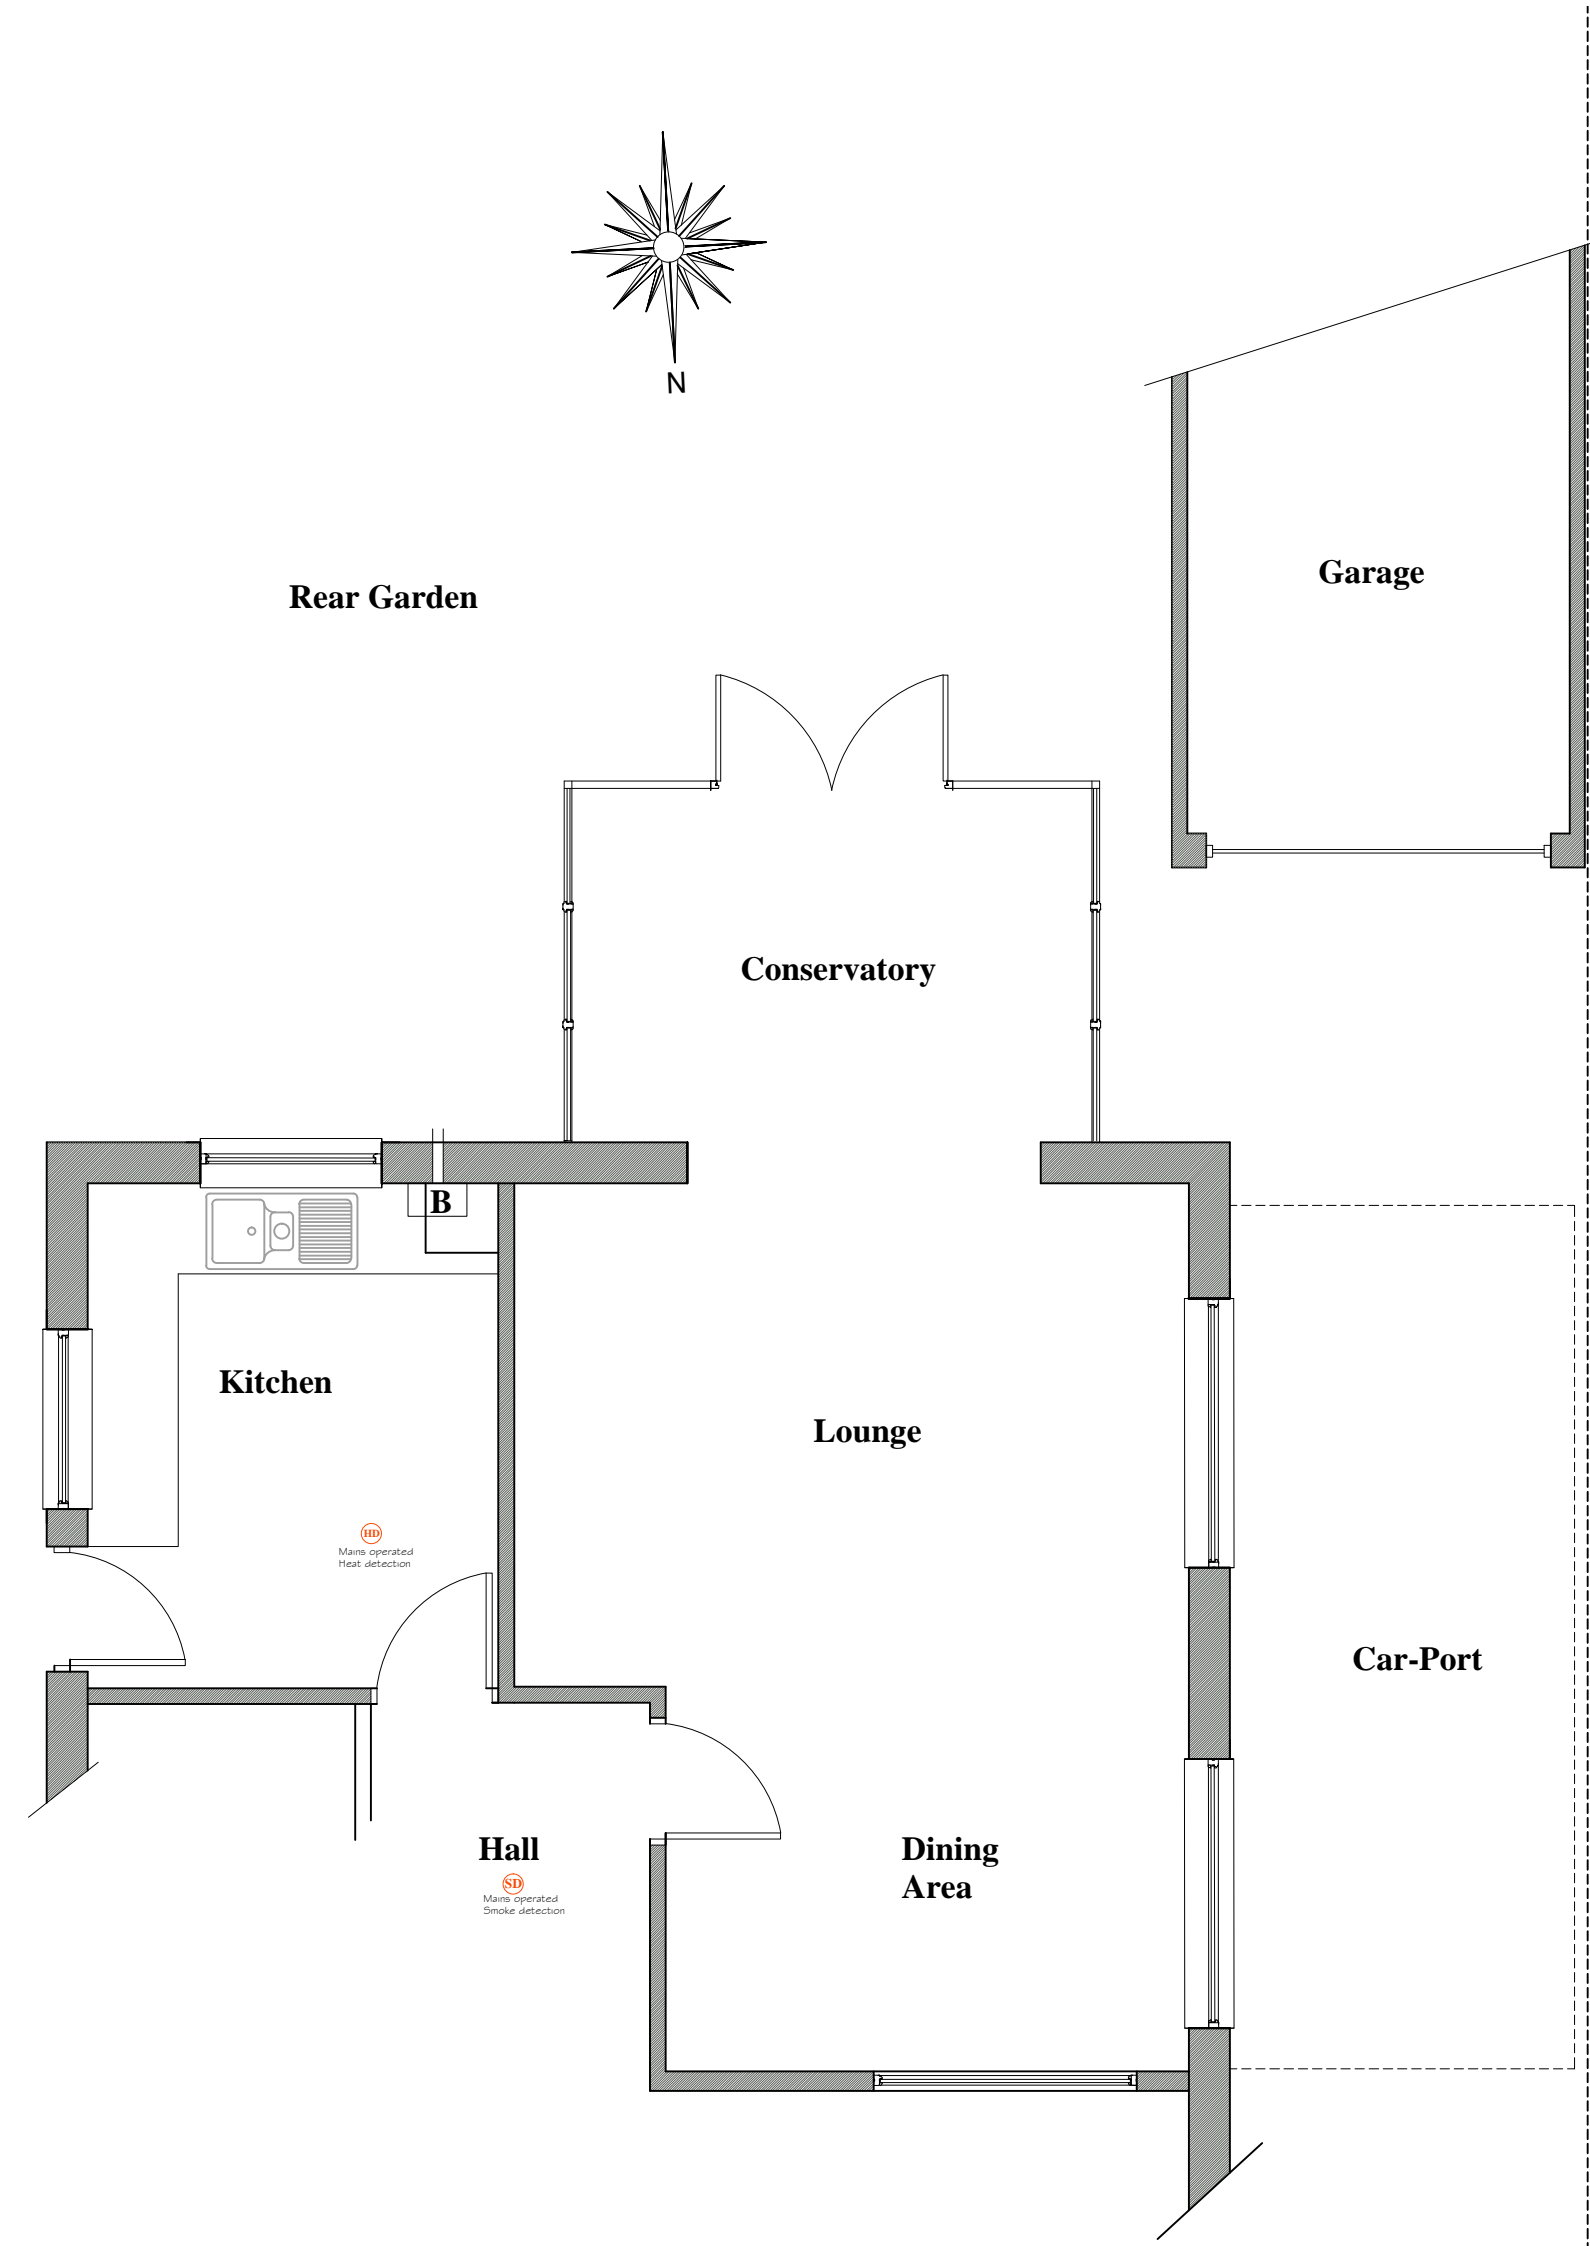 N
Garage
Rear Garden
Conservatory
B
Kitchen
Lounge
HD
Mains operated
Heat detection
Car-Port
Hall
SD
Mains operated
Smoke detection
Dining
Area